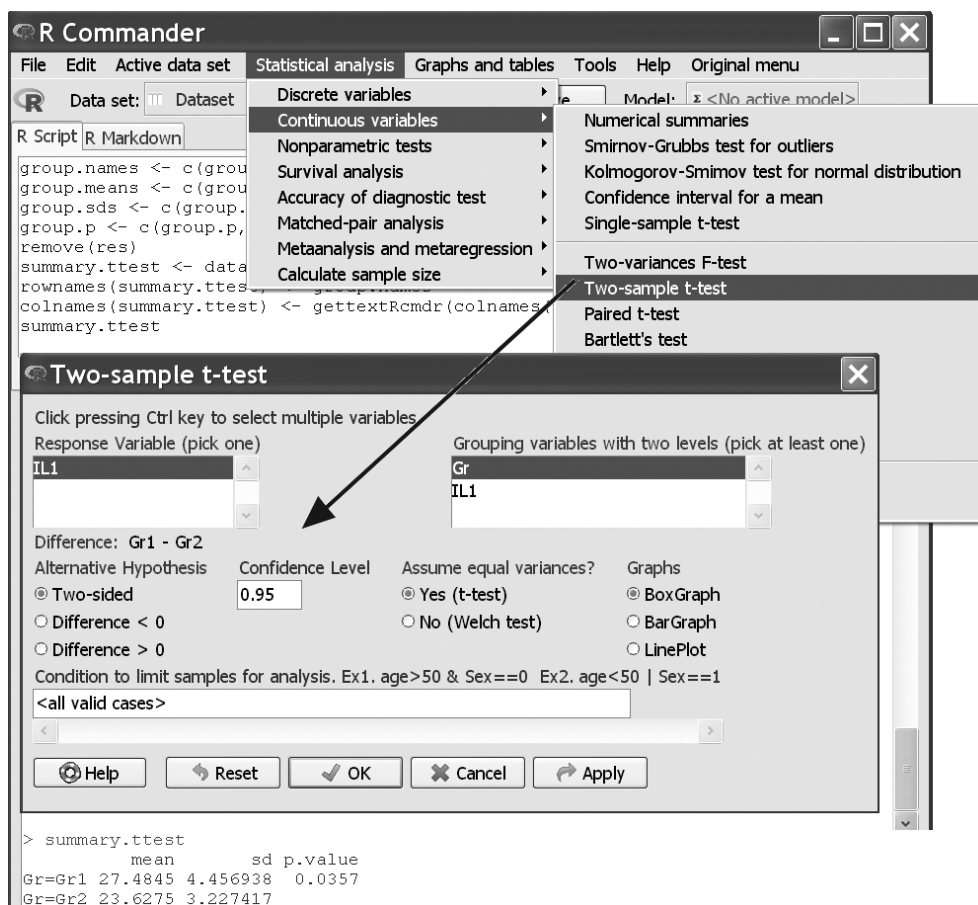 R Commander
File Edit Active data set Statistical analysis Graphs and tables Tools Help Original menu
Data set: Dataset Model: Σ <No active model>
Discrete variables
Continuous variables
Nonparametric tests
Survival analysis
Accuracy of diagnostic test
Matched-pair analysis
Metaanalysis and metaregression
Calculate sample size
Numerical summaries
Smirnov-Grubbs test for outliers
Kolmogorov-Smimov test for normal distribution
Confidence interval for a mean
Single-sample t-test
Two-variances F-test
Two-sample t-test
Paired t-test
Bartlett's test
R Script R Markdown
group.names <- c(grou
group.means <- c(grou
group.sds <- c(group.
group.p <- c(group.p,
remove(res)
summary.ttest <- data
rownames(summary.ttest) <- group.names
colnames(summary.ttest) <- gettextRcmdr(colnames(
summary.ttest
Two-sample t-test
Click pressing Ctrl key to select multiple variables
Response Variable (pick one) Grouping variables with two levels (pick at least one)
IL1 Gr
IL1
Difference: Gr1 - Gr2
Alternative Hypothesis Confidence Level Assume equal variances? Graphs
Two-sided 0.95 Yes (t-test) BoxGraph
Difference < 0 No (Welch test) BarGraph
Difference > 0 LinePlot
Condition to limit samples for analysis. Ex1. age>50 & Sex==0 Ex2. age<50 | Sex==1
<all valid cases>
Help Reset OK Cancel Apply
> summary.ttest
mean sd p.value
Gr=Gr1 27.4845 4.456938 0.0357
Gr=Gr2 23.6275 3.227417